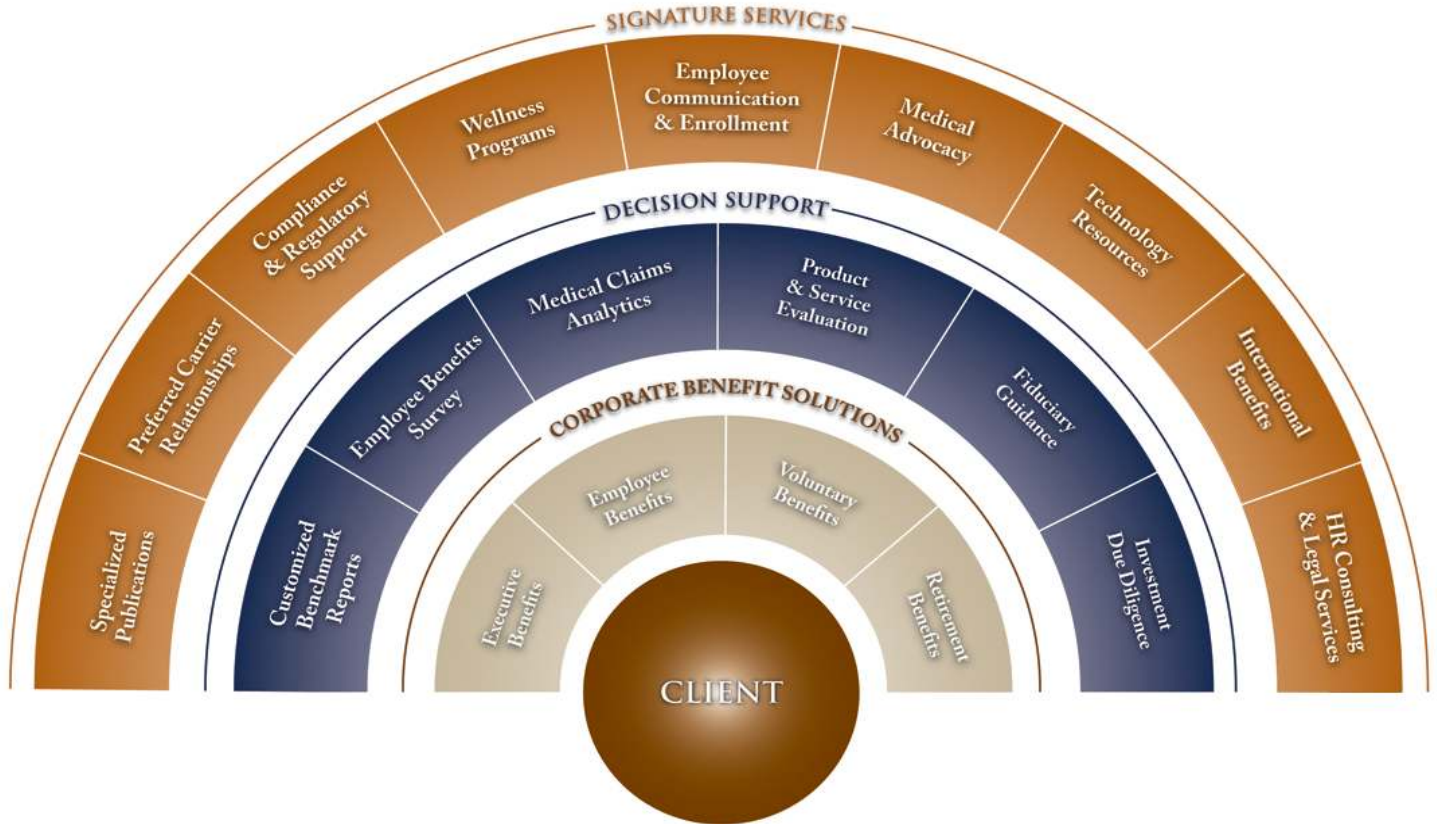 SIGNATURE SERVICES
Specialized
Publications
Preferred Carrier
Relationships
Compliance
& Regulatory
Support
Wellness
Programs
Employee
Communication
& Enrollment
Medical
Advocacy
Technology
Resources
International
Benefits
HR Consulting
& Legal Services
DECISION SUPPORT
Customized
Benchmark
Reports
Employee Benefits
Survey
Medical Claims
Analytics
Product
& Service
Evaluation
Fiduciary
Guidance
Investment
Due Diligence
CORPORATE BENEFIT SOLUTIONS
Executive
Benefits
Employee
Benefits
Voluntary
Benefits
Retirement
Benefits
CLIENT